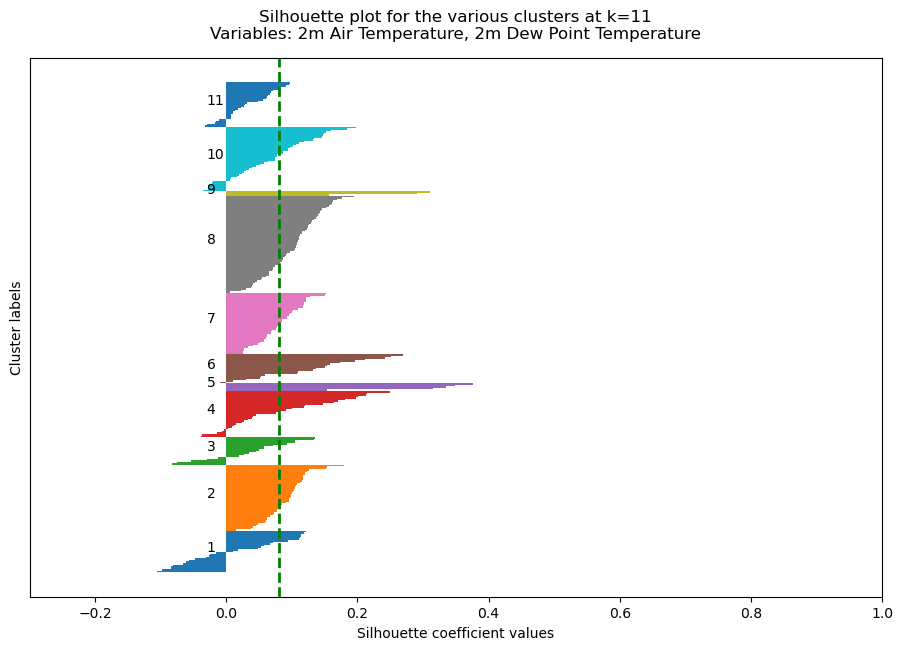 Silhouette plot for the various clusters at k=11
Variables: 2m Air Temperature, 2m Dew Point Temperature
Cluster labels
11
10
9
8
7
6
5
4
3
2
1
−0.2 0.0 0.2 0.4 0.6 0.8 1.0
Silhouette coefficient values